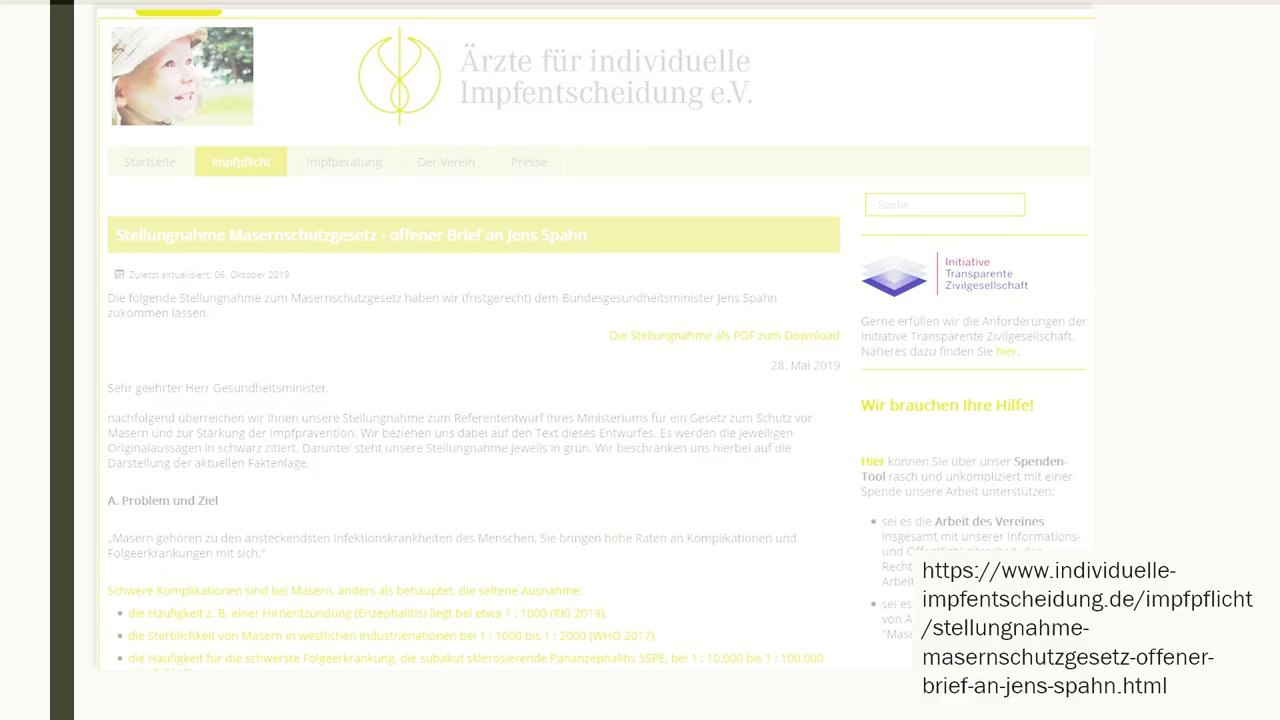 Ärzte für individuelle
Impfentscheidung e.V.
Startseite Impfpflicht Impfberatung Der Verein Presse
Suche
Stellungnahme Masernschutzgesetz - offener Brief an Jens Spahn
Zuletzt aktualisiert: 06. Oktober 2019
Die folgende Stellungnahme zum Masernschutzgesetz haben wir (fristgerecht) dem Bundesgesundheitsminister Jens Spahn
zukommen lassen.
Die Stellungnahme als PDF zum Download
28. Mai 2019
Sehr geehrter Herr Gesundheitsminister,
nachfolgend überreichen wir Ihnen unsere Stellungnahme zum Referentenentwurf Ihres Ministeriums für ein Gesetz zum Schutz vor
Masern und zur Stärkung der Impfprävention. Wir beziehen uns dabei auf den Text dieses Entwurfes. Es werden die jeweiligen
Originalaussagen in schwarz zitiert. Darunter steht unsere Stellungnahme jeweils in grün. Wir beschränken uns hierbei auf die
Darstellung der aktuellen Faktenlage.
A. Problem und Ziel
„Masern gehören zu den ansteckendsten Infektionskrankheiten des Menschen. Sie bringen hohe Raten an Komplikationen und
Folgeerkrankungen mit sich."
Schwere Komplikationen sind bei Masern, anders als behauptet, die seltene Ausnahme:
die Häufigkeit z. B. einer Hirnentzündung (Enzephalitis) liegt bei etwa 1 : 1000 (RKI 2019),
die Sterblichkeit von Masern in westlichen Industrienationen bei 1 : 1000 bis 1 : 2000 (WHO 2017),
die Häufigkeit für die schwerste Folgeerkrankung, die subakut sklerosierende Pananzephalitis SSPE, bei 1 : 10.000 bis 1 : 100.000
Initiative
Transparente
Zivilgesellschaft
Gerne erfüllen wir die Anforderungen der
Initiative Transparente Zivilgesellschaft.
Näheres dazu finden Sie hier.
Wir brauchen Ihre Hilfe!
Hier können Sie über unser Spenden-
Tool rasch und unkompliziert mit einer
Spende unsere Arbeit unterstützen:
sei es die Arbeit des Vereines
insgesamt mit unserer Informations-
und
Recht
Arbeit
sei es
von
https://www.individuelle-
impfentscheidung.de/impfpflicht
/stellungnahme-
masernschutzgesetz-offener-
brief-an-jens-spahn.html